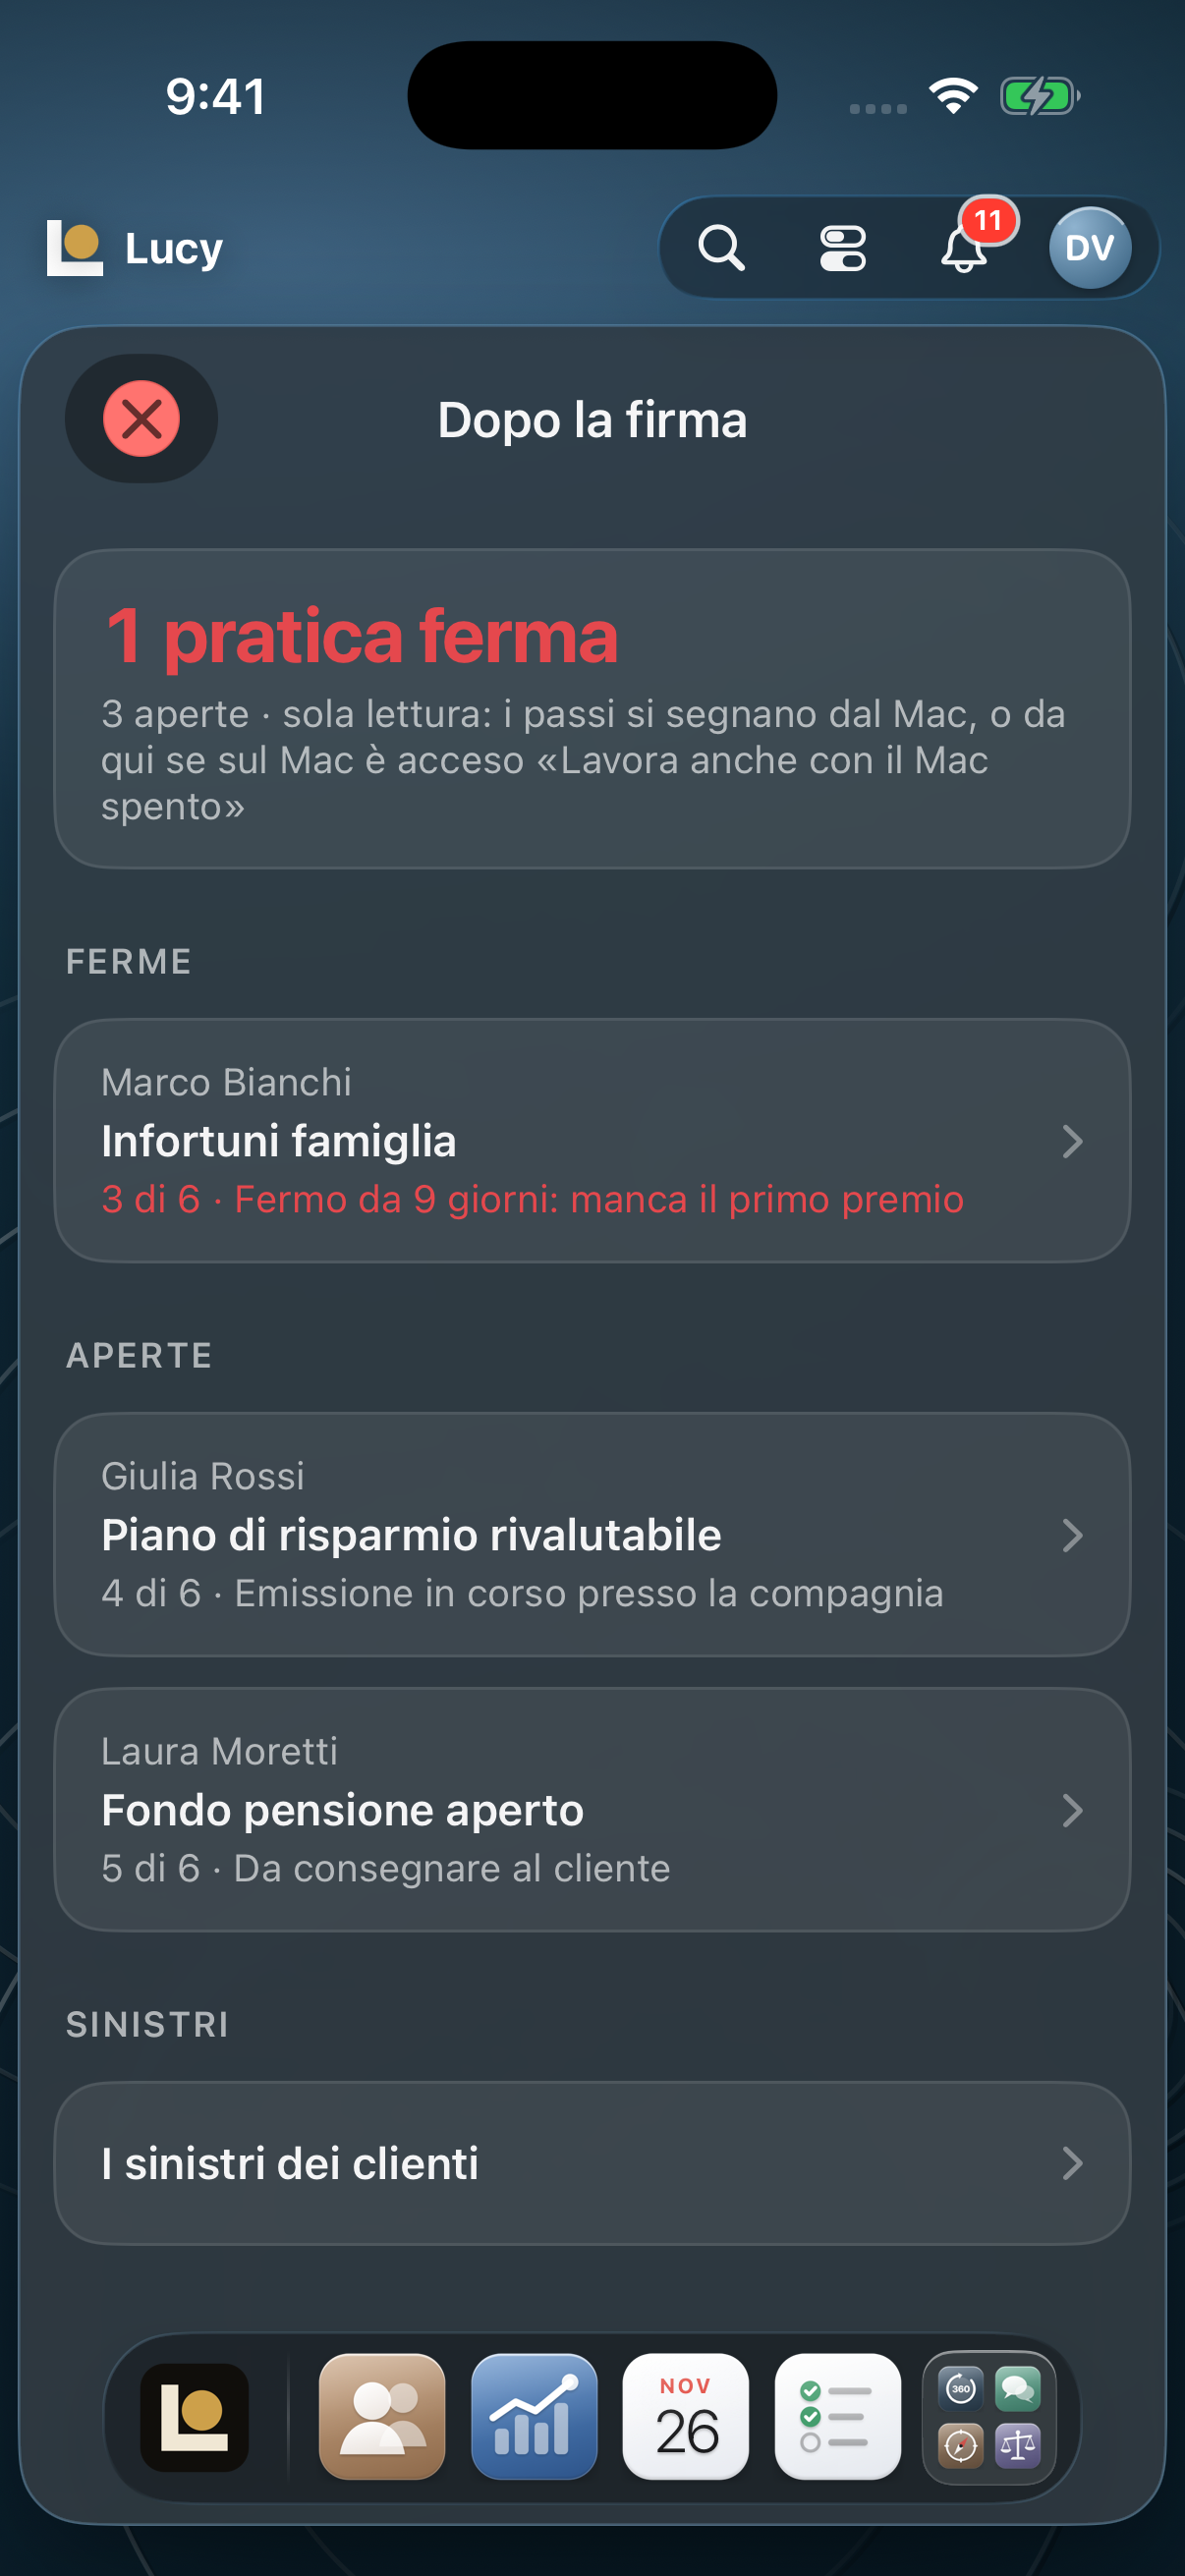 9:41
Lucy
11
DV
Dopo la firma
1 pratica ferma
3 aperte · sola lettura: i passi si segnano dal Mac, o da
qui se sul Mac è acceso «Lavora anche con il Mac
spento»
FERME
Marco Bianchi
Infortuni famiglia
3 di 6 · Fermo da 9 giorni: manca il primo premio
APERTE
Giulia Rossi
Piano di risparmio rivalutabile
4 di 6 · Emissione in corso presso la compagnia
Laura Moretti
Fondo pensione aperto
5 di 6 · Da consegnare al cliente
SINISTRI
I sinistri dei clienti
NOV
26
360